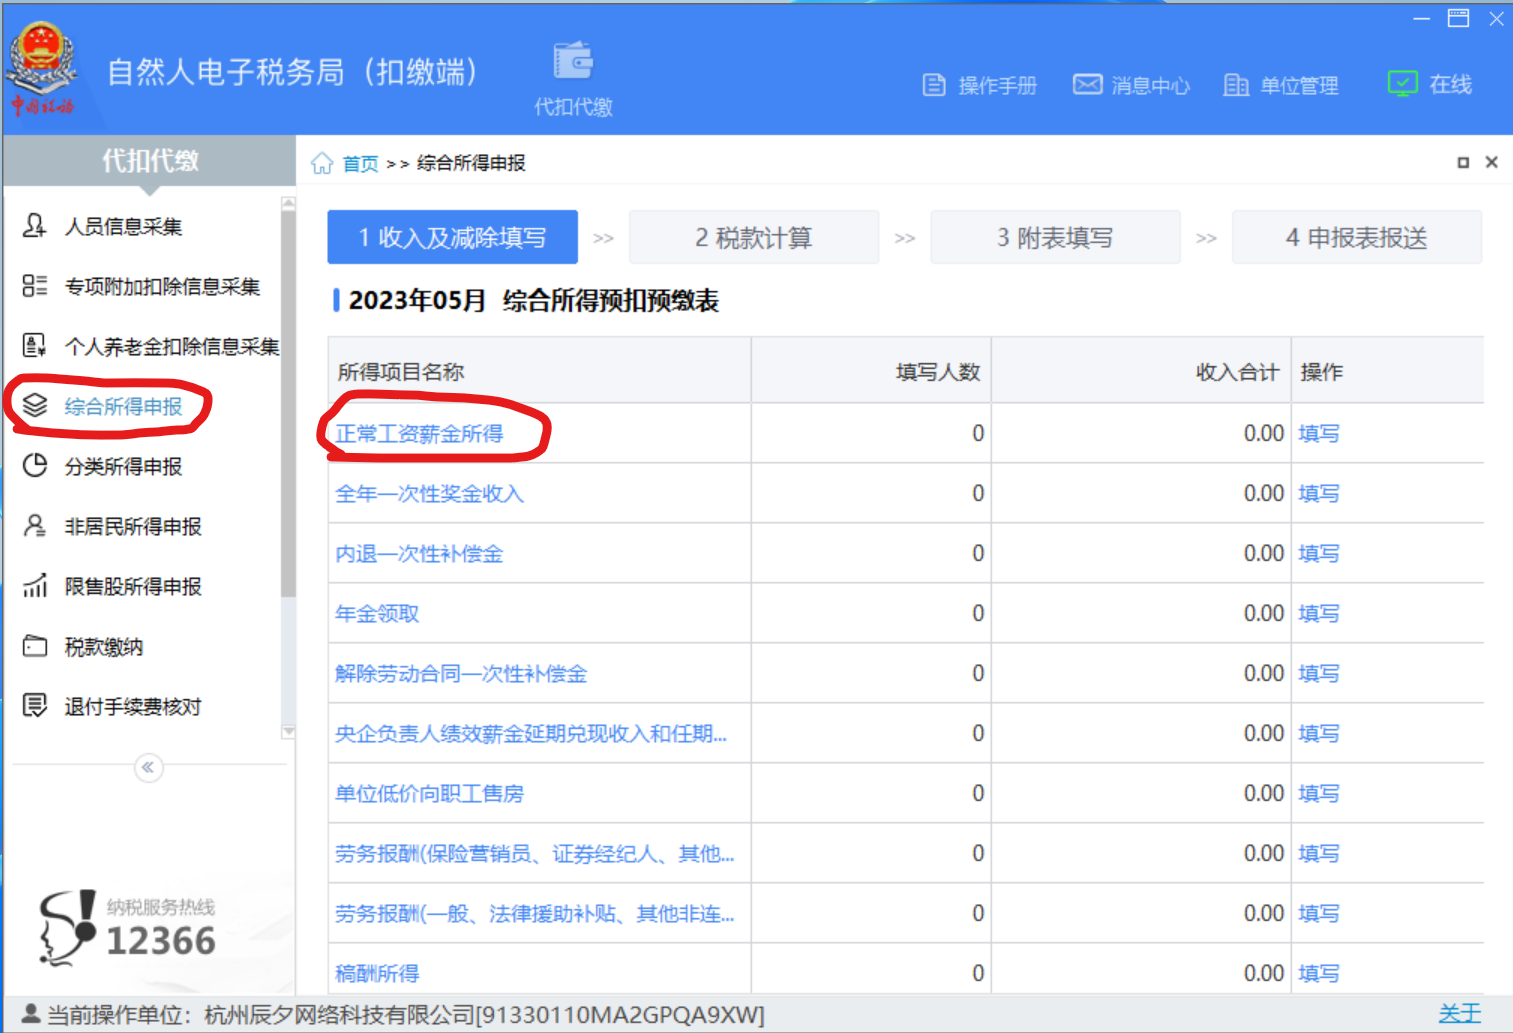 中国税务
自然人电子税务局（扣缴端）
代扣代缴
操作手册
消息中心
单位管理
在线
代扣代缴
人员信息采集
专项附加扣除信息采集
个人养老金扣除信息采集
综合所得申报
分类所得申报
非居民所得申报
限售股所得申报
税款缴纳
退付手续费核对
纳税服务热线
12366
首页 >> 综合所得申报
1 收入及减除填写 >> 2 税款计算 >> 3 附表填写 >> 4 申报表报送
2023年05月 综合所得预扣预缴表
所得项目名称 填写人数 收入合计 操作
正常工资薪金所得 0 0.00 填写
全年一次性奖金收入 0 0.00 填写
内退一次性补偿金 0 0.00 填写
年金领取 0 0.00 填写
解除劳动合同一次性补偿金 0 0.00 填写
央企负责人绩效薪金延期兑现收入和任期... 0 0.00 填写
单位低价向职工售房 0 0.00 填写
劳务报酬(保险营销员、证券经纪人、其他... 0 0.00 填写
劳务报酬(一般、法律援助补贴、其他非连... 0 0.00 填写
稿酬所得 0 0.00 填写
当前操作单位：杭州辰夕网络科技有限公司[91330110MA2GPQA9XW]
关于